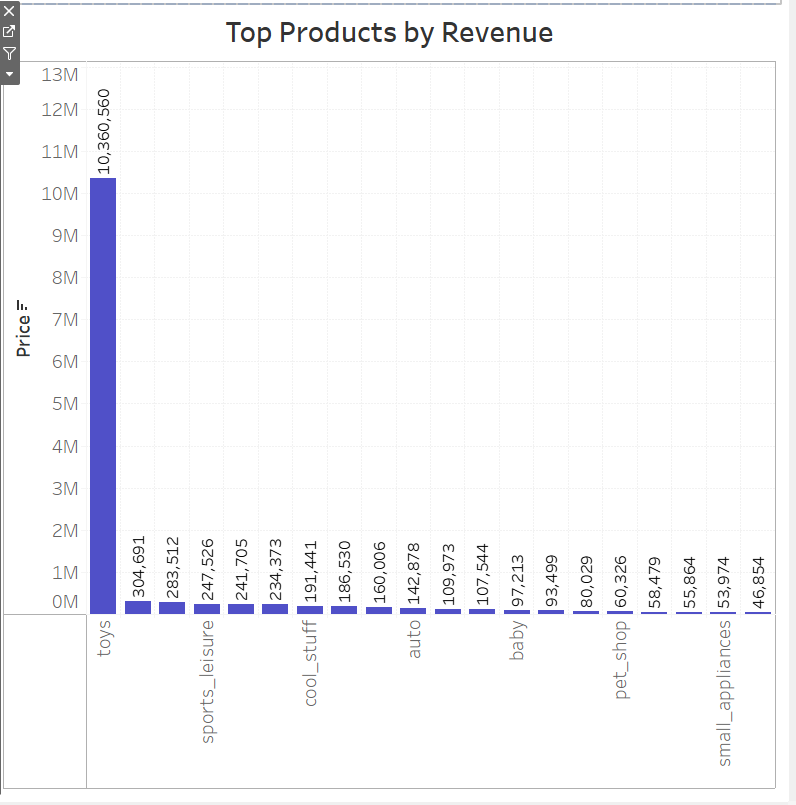 Top Products by Revenue
13M
12M
11M
10M
9M
8M
7M
6M
5M
4M
3M
2M
1M
0M
Price
10,360,560
304,691
283,512
247,526
241,705
234,373
191,441
186,530
160,006
142,878
109,973
107,544
97,213
93,499
80,029
60,326
58,479
55,864
53,974
46,854
toys
sports_leisure
cool_stuff
auto
baby
pet_shop
small_appliances